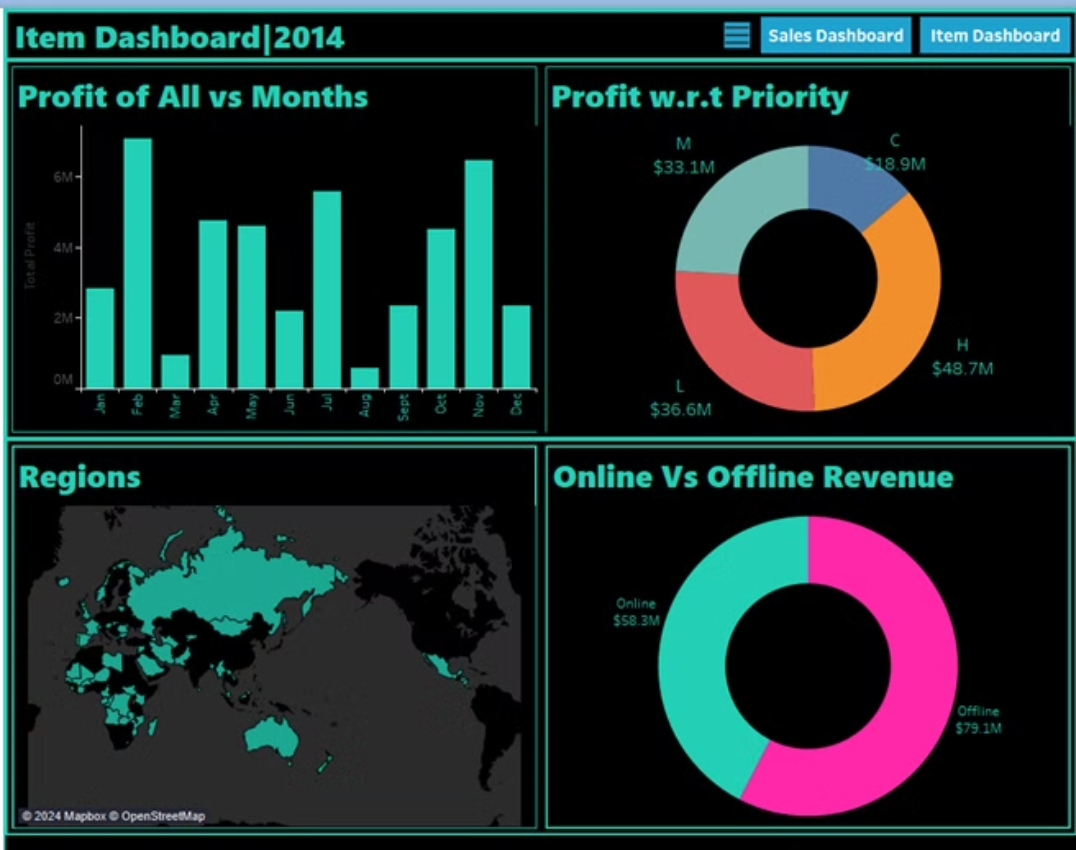 Item Dashboard|2014
Sales Dashboard
Item Dashboard
Profit of All vs Months
Total Profit
6M
4M
2M
0M
Jan
Feb
Mar
Apr
May
Jun
Jul
Aug
Sept
Oct
Nov
Dec
Profit w.r.t Priority
M
$33.1M
C
$18.9M
H
$48.7M
L
$36.6M
Regions
© 2024 Mapbox © OpenStreetMap
Online Vs Offline Revenue
Online
$58.3M
Offline
$79.1M